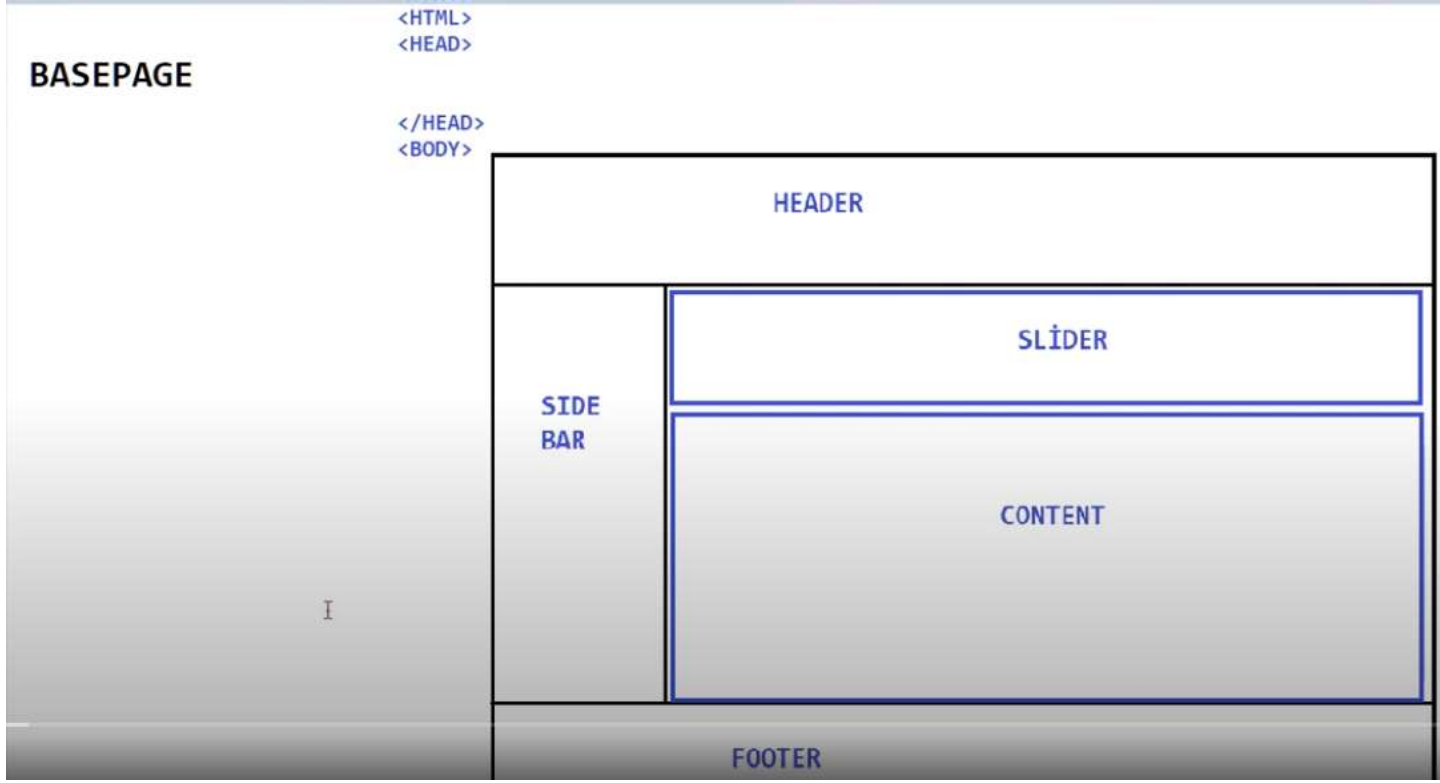 <HTML>
<HEAD>
BASEPAGE
</HEAD>
<BODY>
HEADER
SLİDER
SIDE
BAR
CONTENT
FOOTER